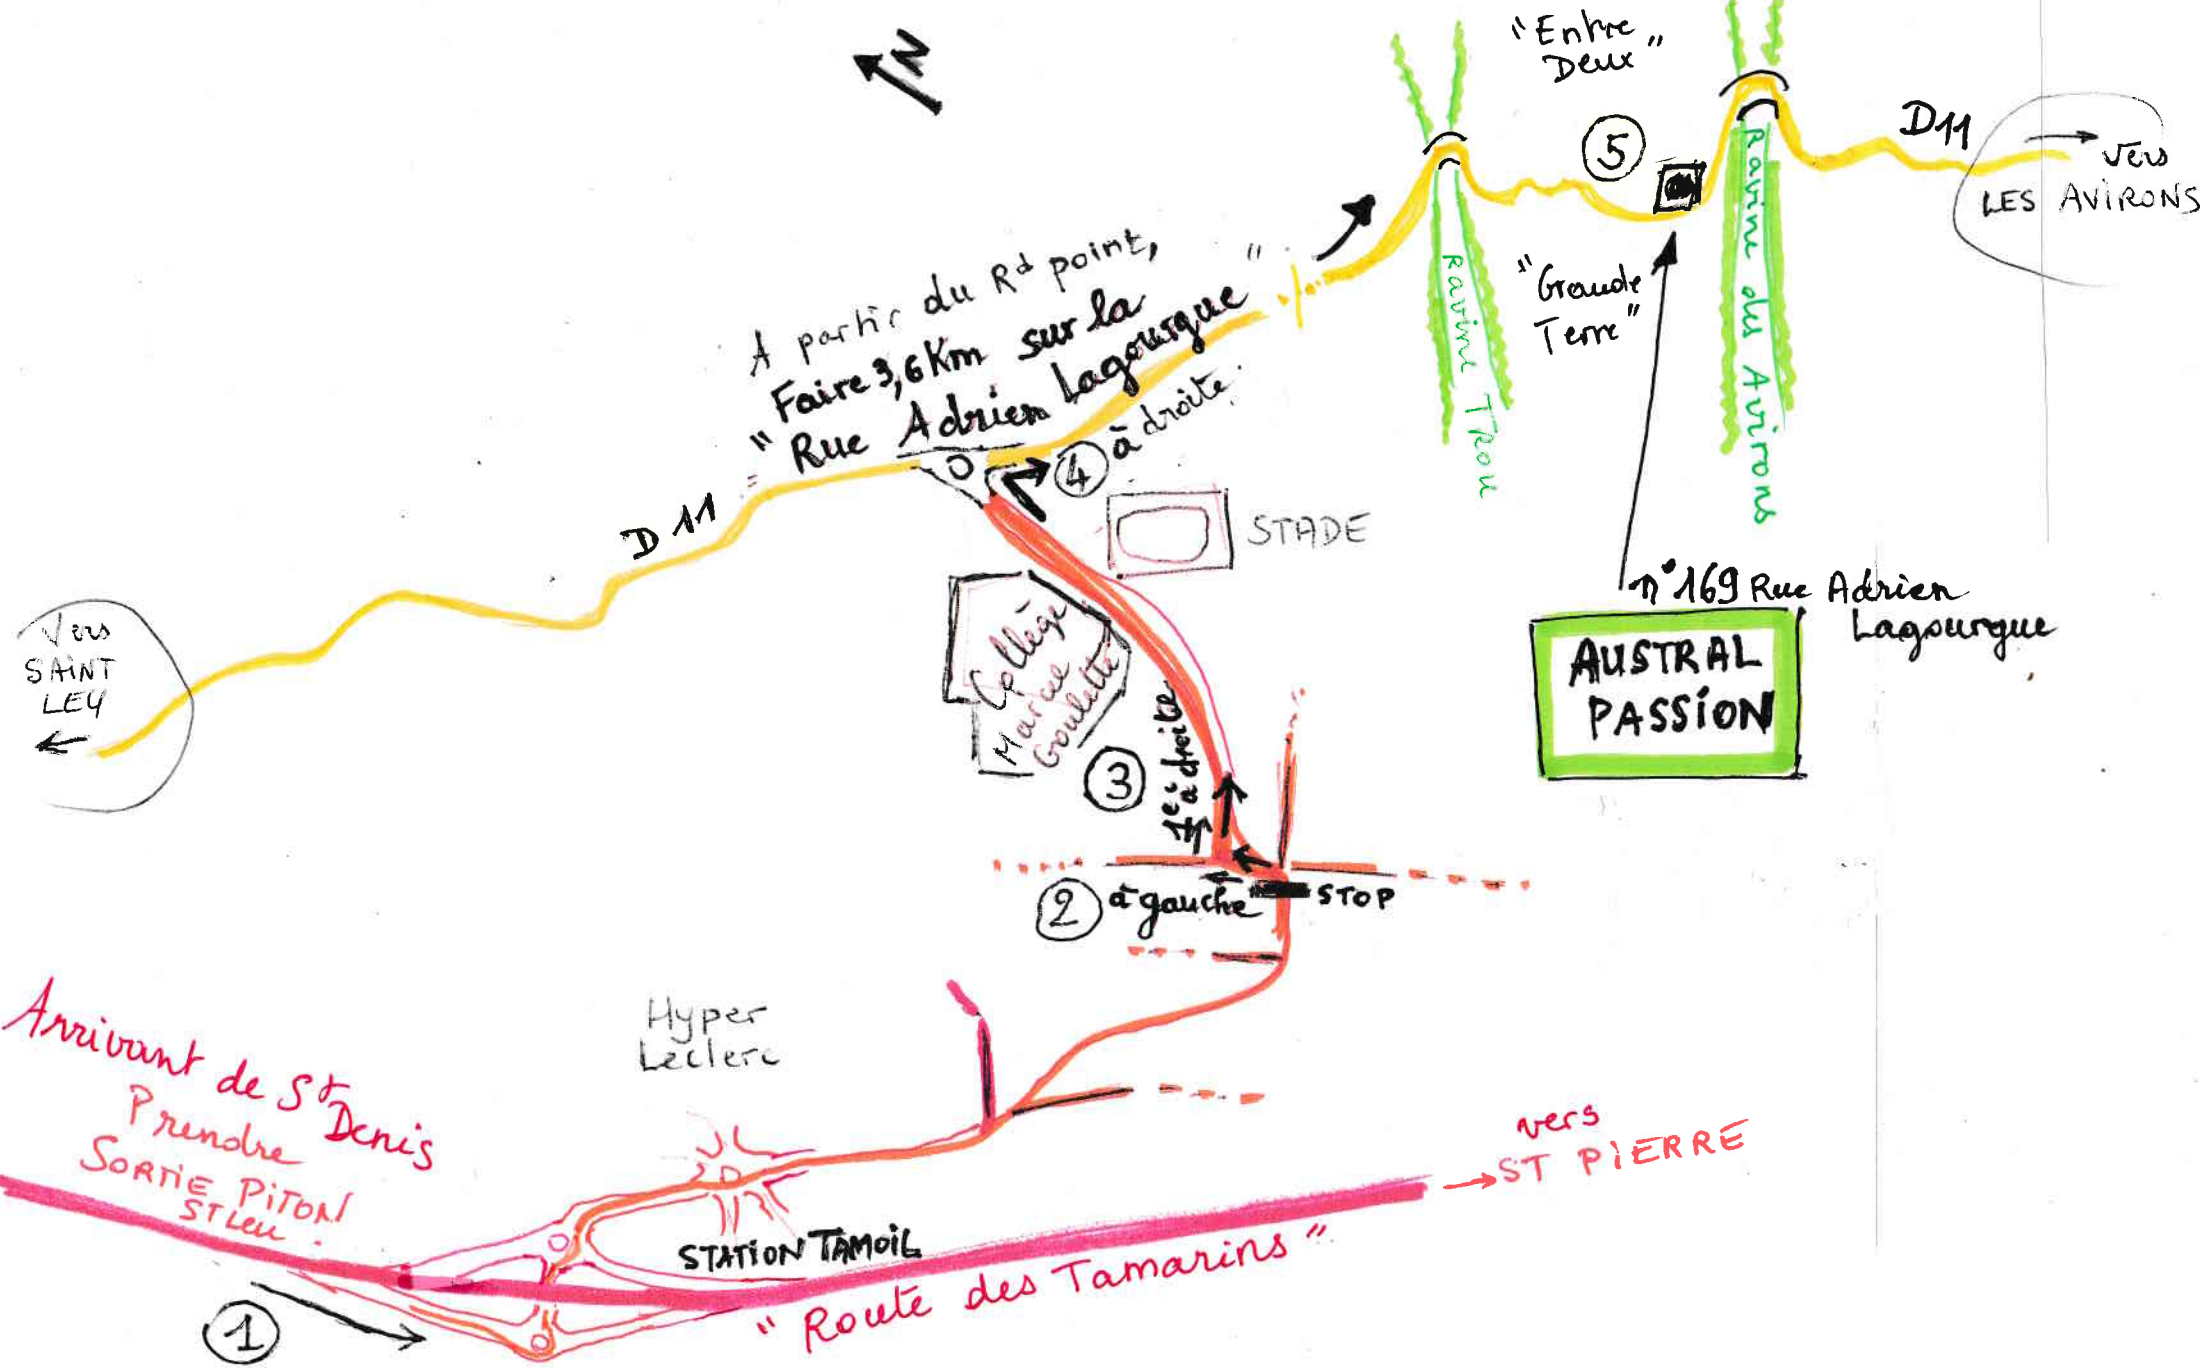 N
"Entre
Deux"
5
D11
vers
LES AVIRONS
Ravine des Avirons
Ravine TROU
"Grande
Terre"
A partir du Rd point,
Faire 3,6 Km sur la
"Rue Adrien Lagourgue"
4 à droite.
D 11
STADE
Vers
SAINT
LEU
Collège
Marcel
Goulette
3
1er à droite
n°169 Rue Adrien
Lagourgue
AUSTRAL
PASSION
2 à gauche
STOP
Hyper
Leclerc
Arrivant de St Denis
Prendre
SORTIE PITON
ST Leu.
STATION TAMOIL
vers
ST PIERRE
"Route des Tamarins"
1